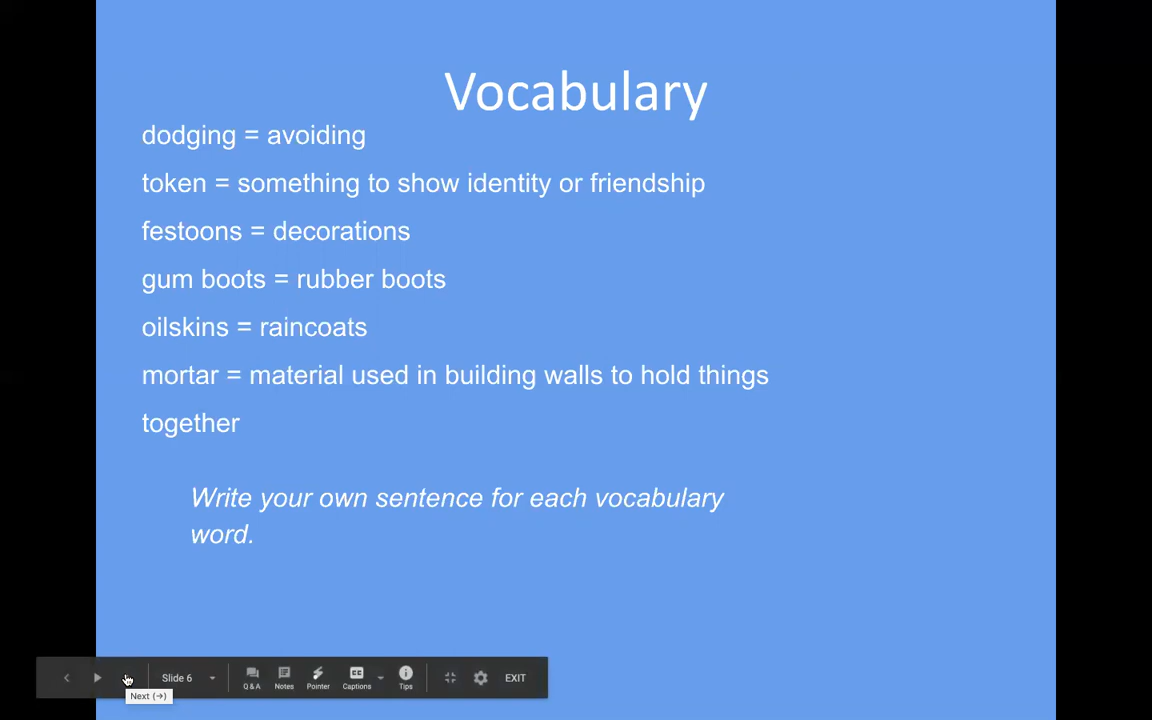 Vocabulary
dodging = avoiding
token = something to show identity or friendship
festoons = decorations
gum boots = rubber boots
oilskins = raincoats
mortar = material used in building walls to hold things
together
Write your own sentence for each vocabulary
word.
Slide 6
Q&A
Notes
Pointer
CC
Captions
Tips
EXIT
Next (→)